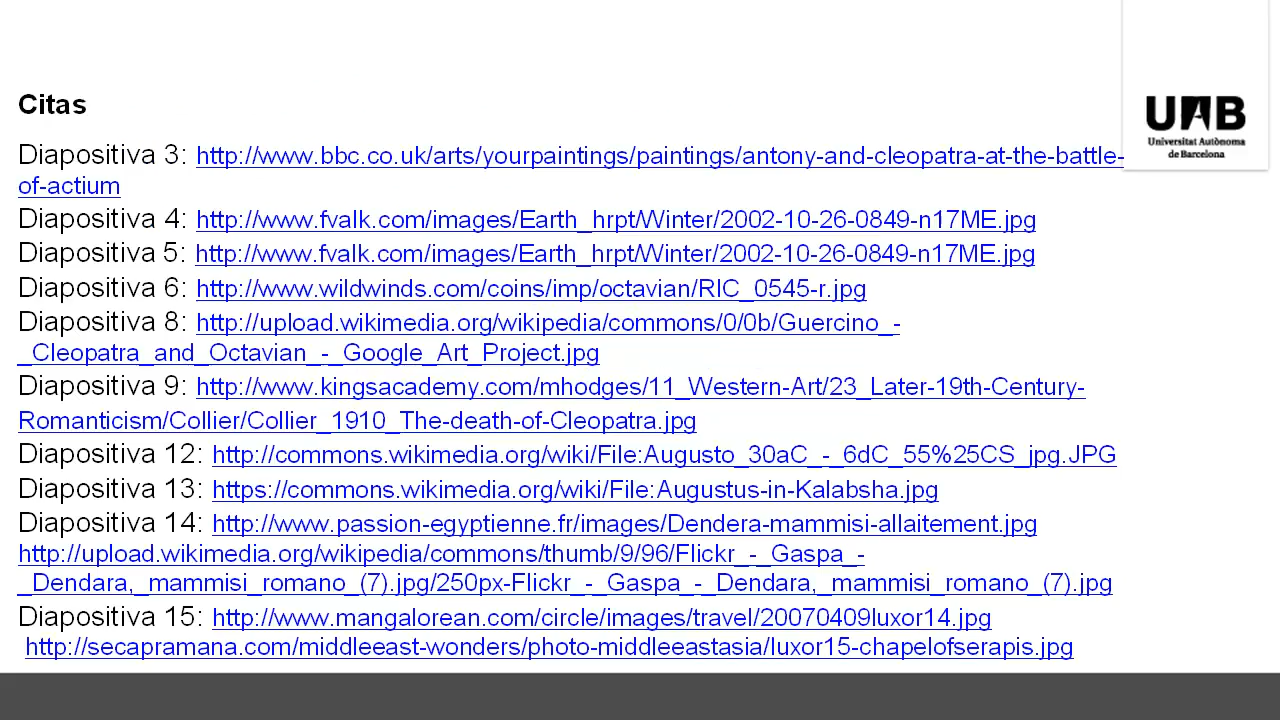 UAB
Universitat Autònoma
de Barcelona
Citas
Diapositiva 3: http://www.bbc.co.uk/arts/yourpaintings/paintings/antony-and-cleopatra-at-the-battle-
of-actium
Diapositiva 4: http://www.fvalk.com/images/Earth_hrpt/Winter/2002-10-26-0849-n17ME.jpg
Diapositiva 5: http://www.fvalk.com/images/Earth_hrpt/Winter/2002-10-26-0849-n17ME.jpg
Diapositiva 6: http://www.wildwinds.com/coins/imp/octavian/RIC_0545-r.jpg
Diapositiva 8: http://upload.wikimedia.org/wikipedia/commons/0/0b/Guercino_-
_Cleopatra_and_Octavian_-_Google_Art_Project.jpg
Diapositiva 9: http://www.kingsacademy.com/mhodges/11_Western-Art/23_Later-19th-Century-
Romanticism/Collier/Collier_1910_The-death-of-Cleopatra.jpg
Diapositiva 12: http://commons.wikimedia.org/wiki/File:Augusto_30aC_-_6dC_55%25CS_jpg.JPG
Diapositiva 13: https://commons.wikimedia.org/wiki/File:Augustus-in-Kalabsha.jpg
Diapositiva 14: http://www.passion-egyptienne.fr/images/Dendera-mammisi-allaitement.jpg
http://upload.wikimedia.org/wikipedia/commons/thumb/9/96/Flickr_-_Gaspa_-
_Dendara,_mammisi_romano_(7).jpg/250px-Flickr_-_Gaspa_-_Dendara,_mammisi_romano_(7).jpg
Diapositiva 15: http://www.mangalorean.com/circle/images/travel/20070409luxor14.jpg
http://secapramana.com/middleeast-wonders/photo-middleeastasia/luxor15-chapelofserapis.jpg